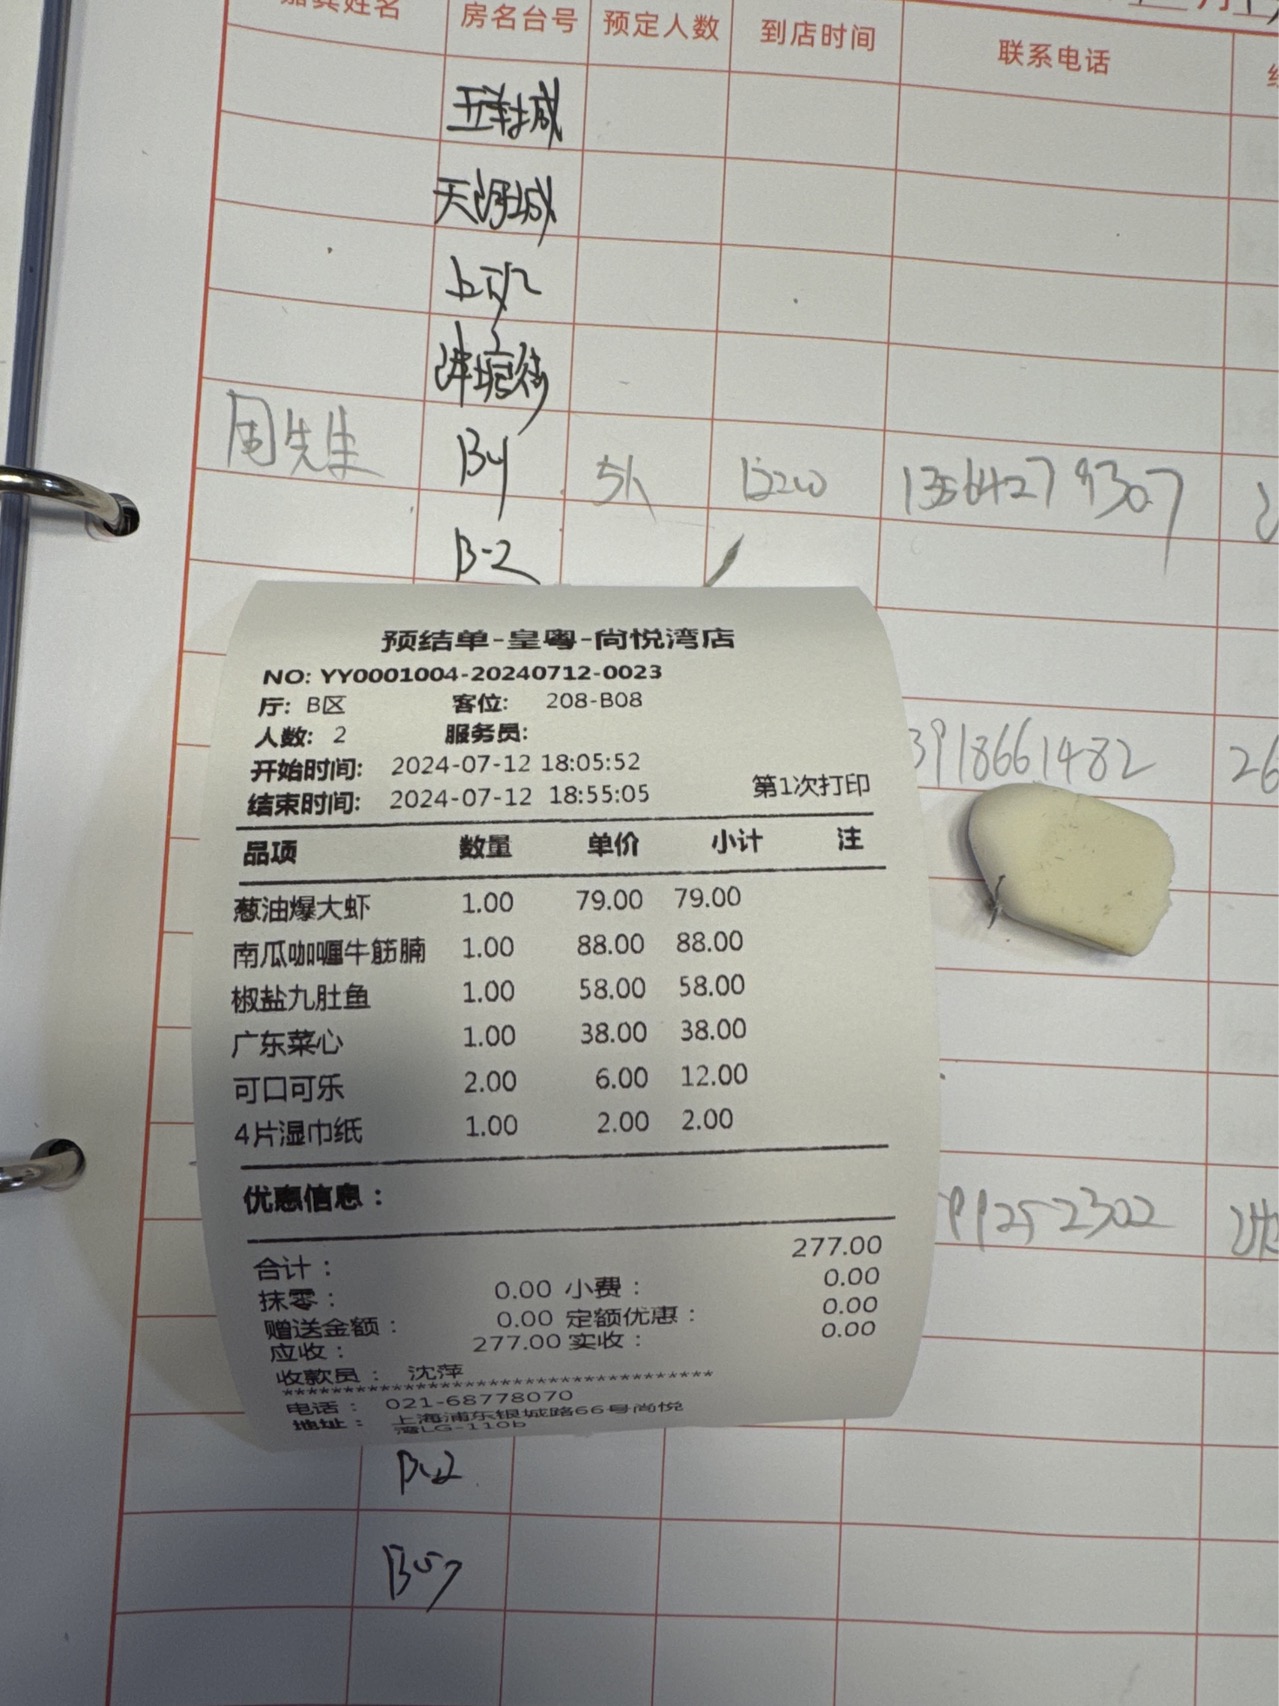 姓名 房名台号 预定人数 到店时间 联系电话
天河城
周先生 B4 5人 13564279307
B-2
预结单-皇粤-尚悦湾店
NO: YY0001004-20240712-0023
厅: B区 客位: 208-B08
人数: 2 服务员:
开始时间: 2024-07-12 18:05:52
结束时间: 2024-07-12 18:55:05 第1次打印
3918661482 26
品项 数量 单价 小计 注
葱油爆大虾 1.00 79.00 79.00
南瓜咖喱牛筋腩 1.00 88.00 88.00
椒盐九肚鱼 1.00 58.00 58.00
广东菜心 1.00 38.00 38.00
可口可乐 2.00 6.00 12.00
4片湿巾纸 1.00 2.00 2.00
优惠信息:
99252302
合计: 277.00
抹零: 0.00 小费: 0.00
赠送金额: 0.00 定额优惠: 0.00
应收: 277.00 实收: 0.00
收款员: 沈萍
***********************************
电话: 021-68778070
地址: 上海浦东银城路66号尚悦
湾LG-110b
B07